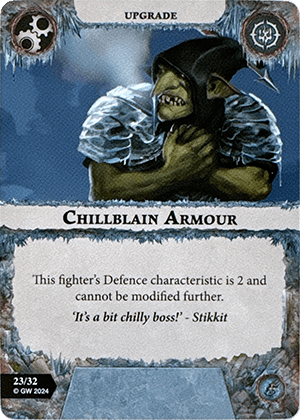 UPGRADE
Chillblain Armour
This fighter's Defence characteristic is 2 and
cannot be modified further.
'It's a bit chilly boss!' - Stikkit
23/32
© GW 2024